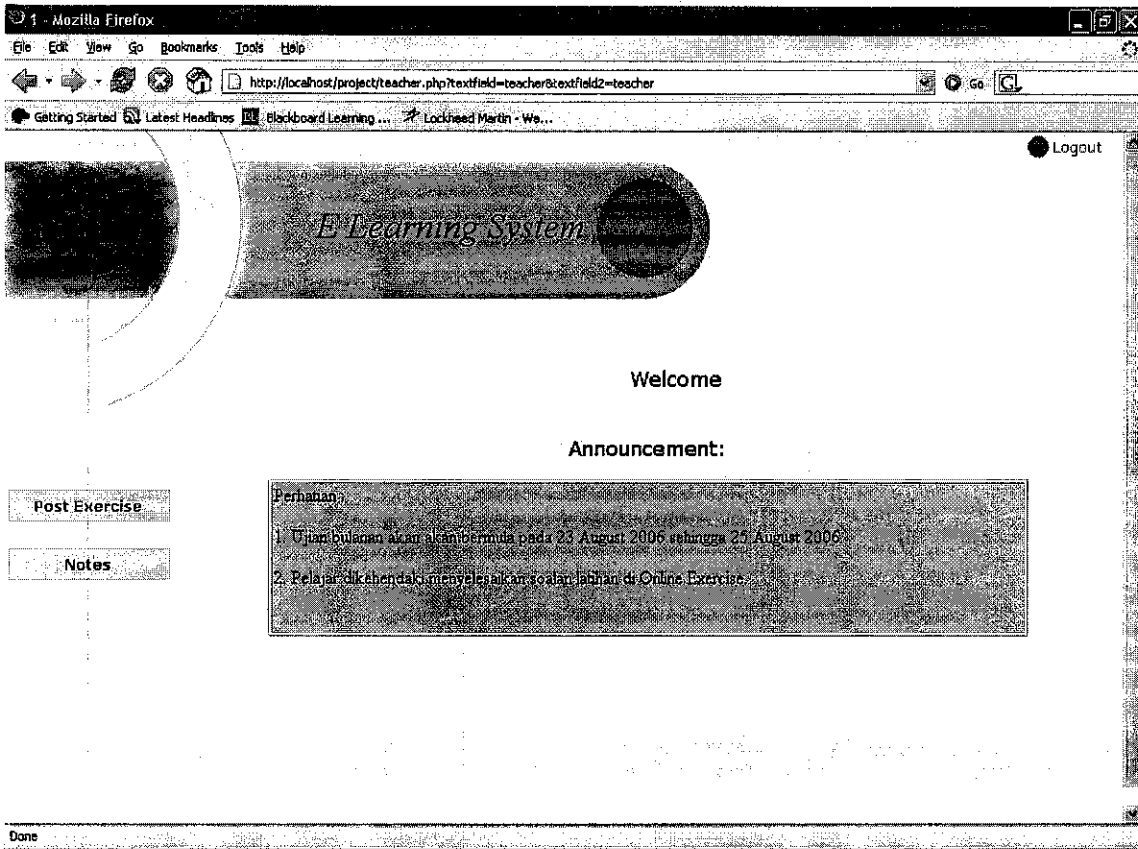 1 - Mozilla Firefox
File Edit View Go Bookmarks Tools Help
http://localhost/project/teacher.php?textfield=teacher&textfield2=teacher Go G
Getting Started Latest Headlines Blackboard Learning ... Lockheed Martin - We...
Logout
E Learning System
Welcome
Announcement:
Perhatian
1. Ujian bulanan akan akan bermula pada 23 August 2006 sehingga 25 August 2006
2. Pelajar dikehendaki menyelesaikan soalan latihan di Online Exercise
Post Exercise
Notes
Done